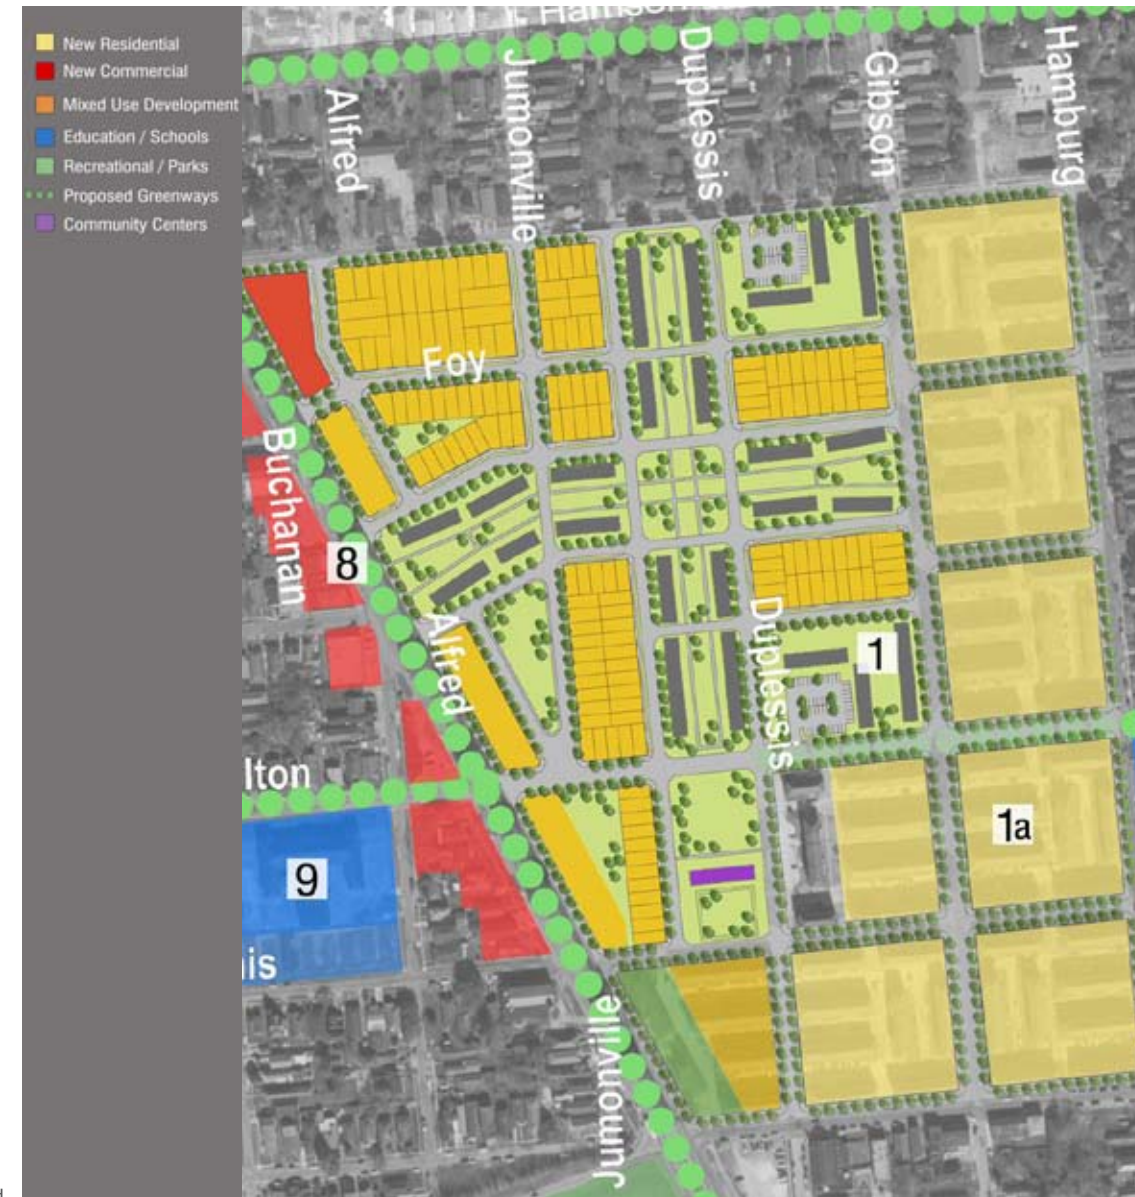 New Residential
New Commercial
Mixed Use Development
Education / Schools
Recreational / Parks
Proposed Greenways
Community Centers
Alfred
Jumonville
Duplessis
Gibson
Hamburg
Foy
Buchanan
8
Alfred
Duplessis
1
lton
1a
9
nis
Jumonville